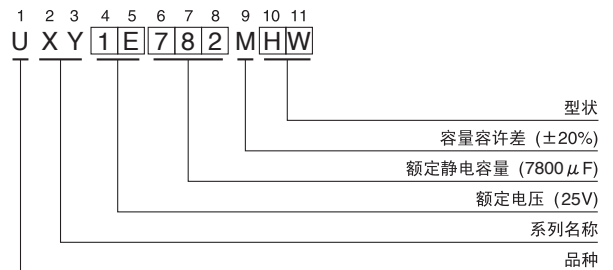 1 2 3 4 5 6 7 8 9 10 11
U X Y 1 E 7 8 2 M H W
型状
容量容许差 (±20%)
额定静电容量 (7800μF)
额定电压 (25V)
系列名称
品种